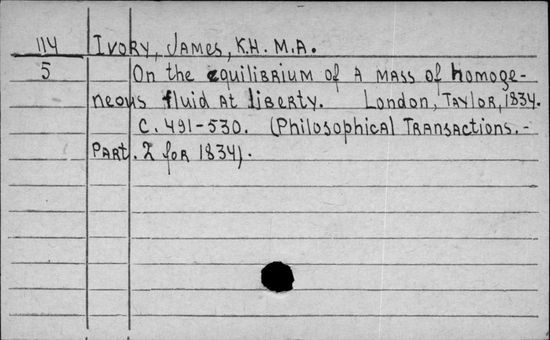 114 Ivory, James, K.H. M.A.
5 On the equilibrium of a mass of homoge-
neous fluid at liberty. London, Taylor, 1834.
C. 491-530. (Philosophical Transactions.-
Part. 2 for 1834).